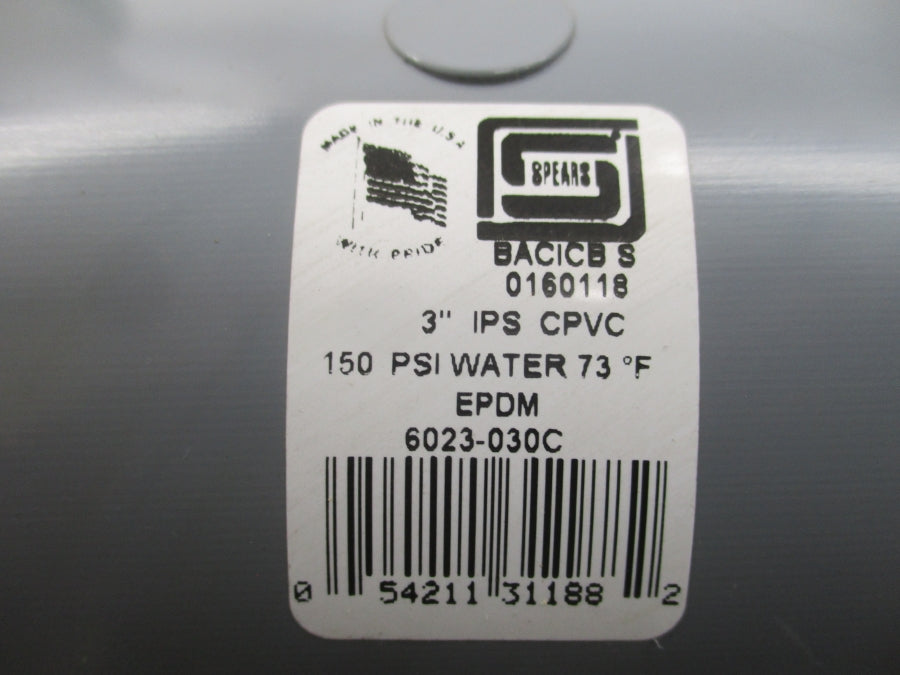 MADE IN THE U.S.A
WITH PRIDE
SPEARS
BACICB S
0160118
3" IPS CPVC
150 PSI WATER 73 °F
EPDM
6023-030C
0 54211 31188 2